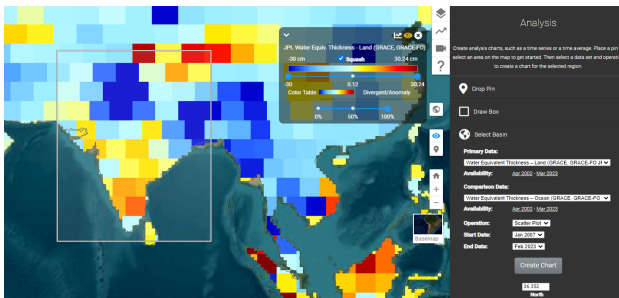 JPL Water Equiv. Thickness - Land (GRACE, GRACE-FO)
-38 cm
Squash
30.24 cm
-30
0.12
30.24
Color Table:
Divergent/Anomaly
0%
50%
100%
?
+
−
Basemap
Analysis
Create analysis charts, such as a time series or a time average. Place a pin
select an area on the map to get started. Then select a data set and operati
to create a chart for the selected region.
Drop Pin
Draw Box
Select Basin
Primary Data:
Water Equivalent Thickness – Land (GRACE, GRACE-FO JI
Availability: Apr 2002 - Mar 2023
Comparison Data:
Water Equivalent Thickness – Ocean (GRACE, GRACE-FO
Availability: Apr 2002 - Mar 2023
Operation: Scatter Plot
Start Date: Jan 2007
End Date: Feb 2023
Create Chart
36.352
North